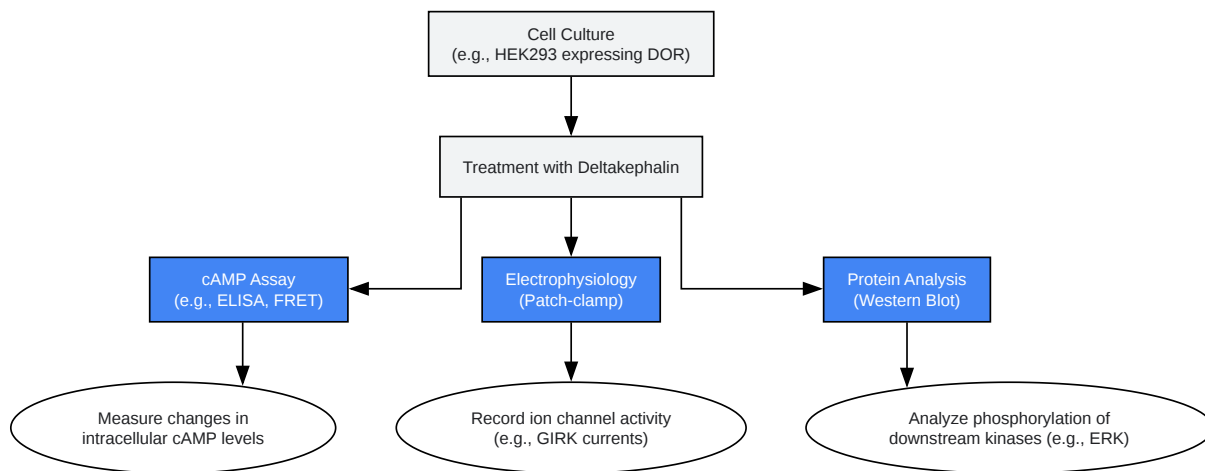 Cell Culture
(e.g., HEK293 expressing DOR)
Treatment with Deltakephalin
cAMP Assay
(e.g., ELISA, FRET)
Electrophysiology
(Patch-clamp)
Protein Analysis
(Western Blot)
Measure changes in
intracellular cAMP levels
Record ion channel activity
(e.g., GIRK currents)
Analyze phosphorylation of
downstream kinases (e.g., ERK)